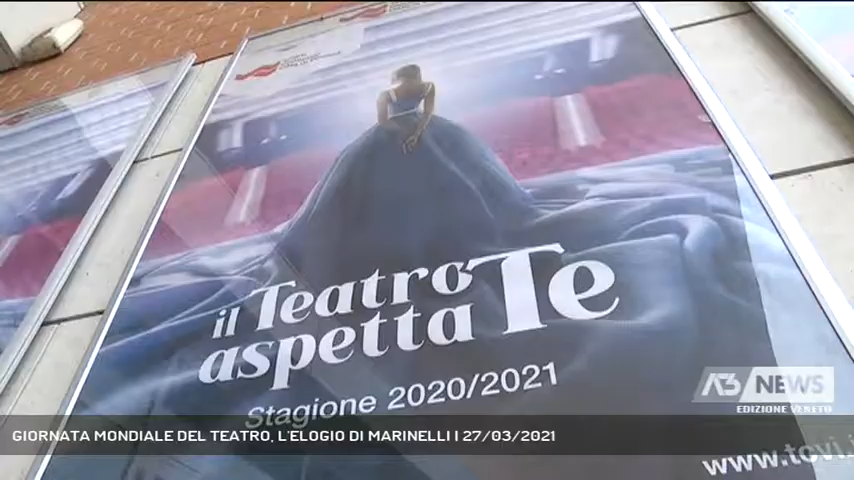 il Teatro
aspetta Te
Stagione 2020/2021
A3 NEWS
EDIZIONE VENETO
GIORNATA MONDIALE DEL TEATRO, L'ELOGIO DI MARINELLI | 27/03/2021
www.tcvi.i